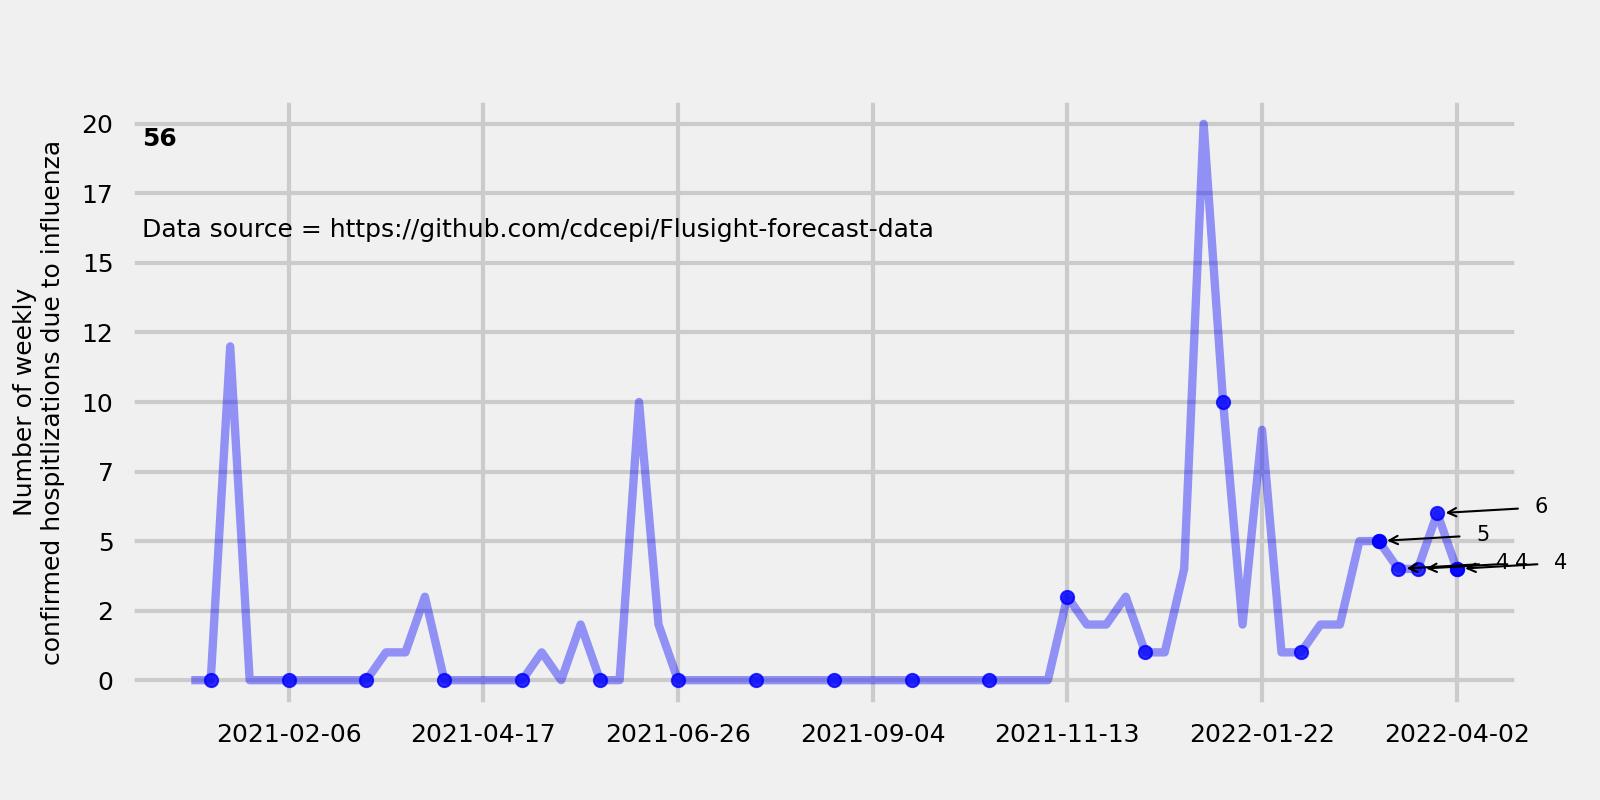 56
Data source = https://github.com/cdcepi/Flusight-forecast-data
Number of weekly
confirmed hospitlizations due to influenza
20
17
15
12
10
7
5
2
0
6
5
4 4 4
2021-02-06 2021-04-17 2021-06-26 2021-09-04 2021-11-13 2022-01-22 2022-04-02